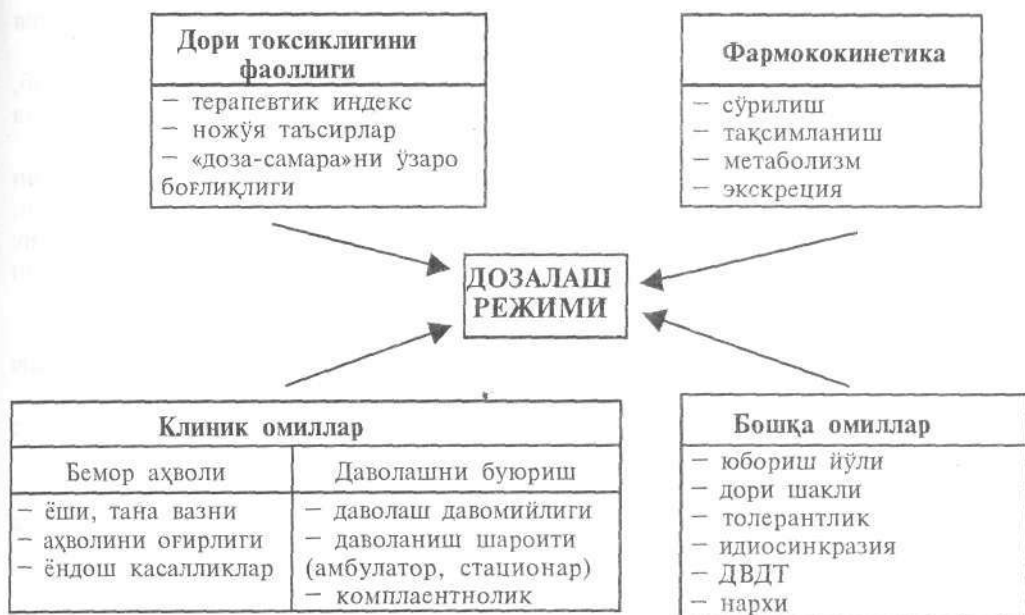 Дори токсиклигини
фаоллиги
– терапевтик индекс
– ножўя таъсирлар
– «доза-самара»ни ўзаро
боғлиқлиги
Фармококинетика
– сўрилиш
– тақсимланиш
– метаболизм
– экскреция
ДОЗАЛАШ
РЕЖИМИ
Клиник омиллар
Бемор аҳволи
– ёши, тана вазни
– аҳволини оғирлиги
– ёндош касалликлар
Даволашни буюриш
– даволаш давомийлиги
– даволаниш шароити
(амбулатор, стационар)
– комплаентнолик
Бошқа омиллар
– юбориш йўли
– дори шакли
– толерантлик
– идиосинкразия
– ДВДТ
– нархи